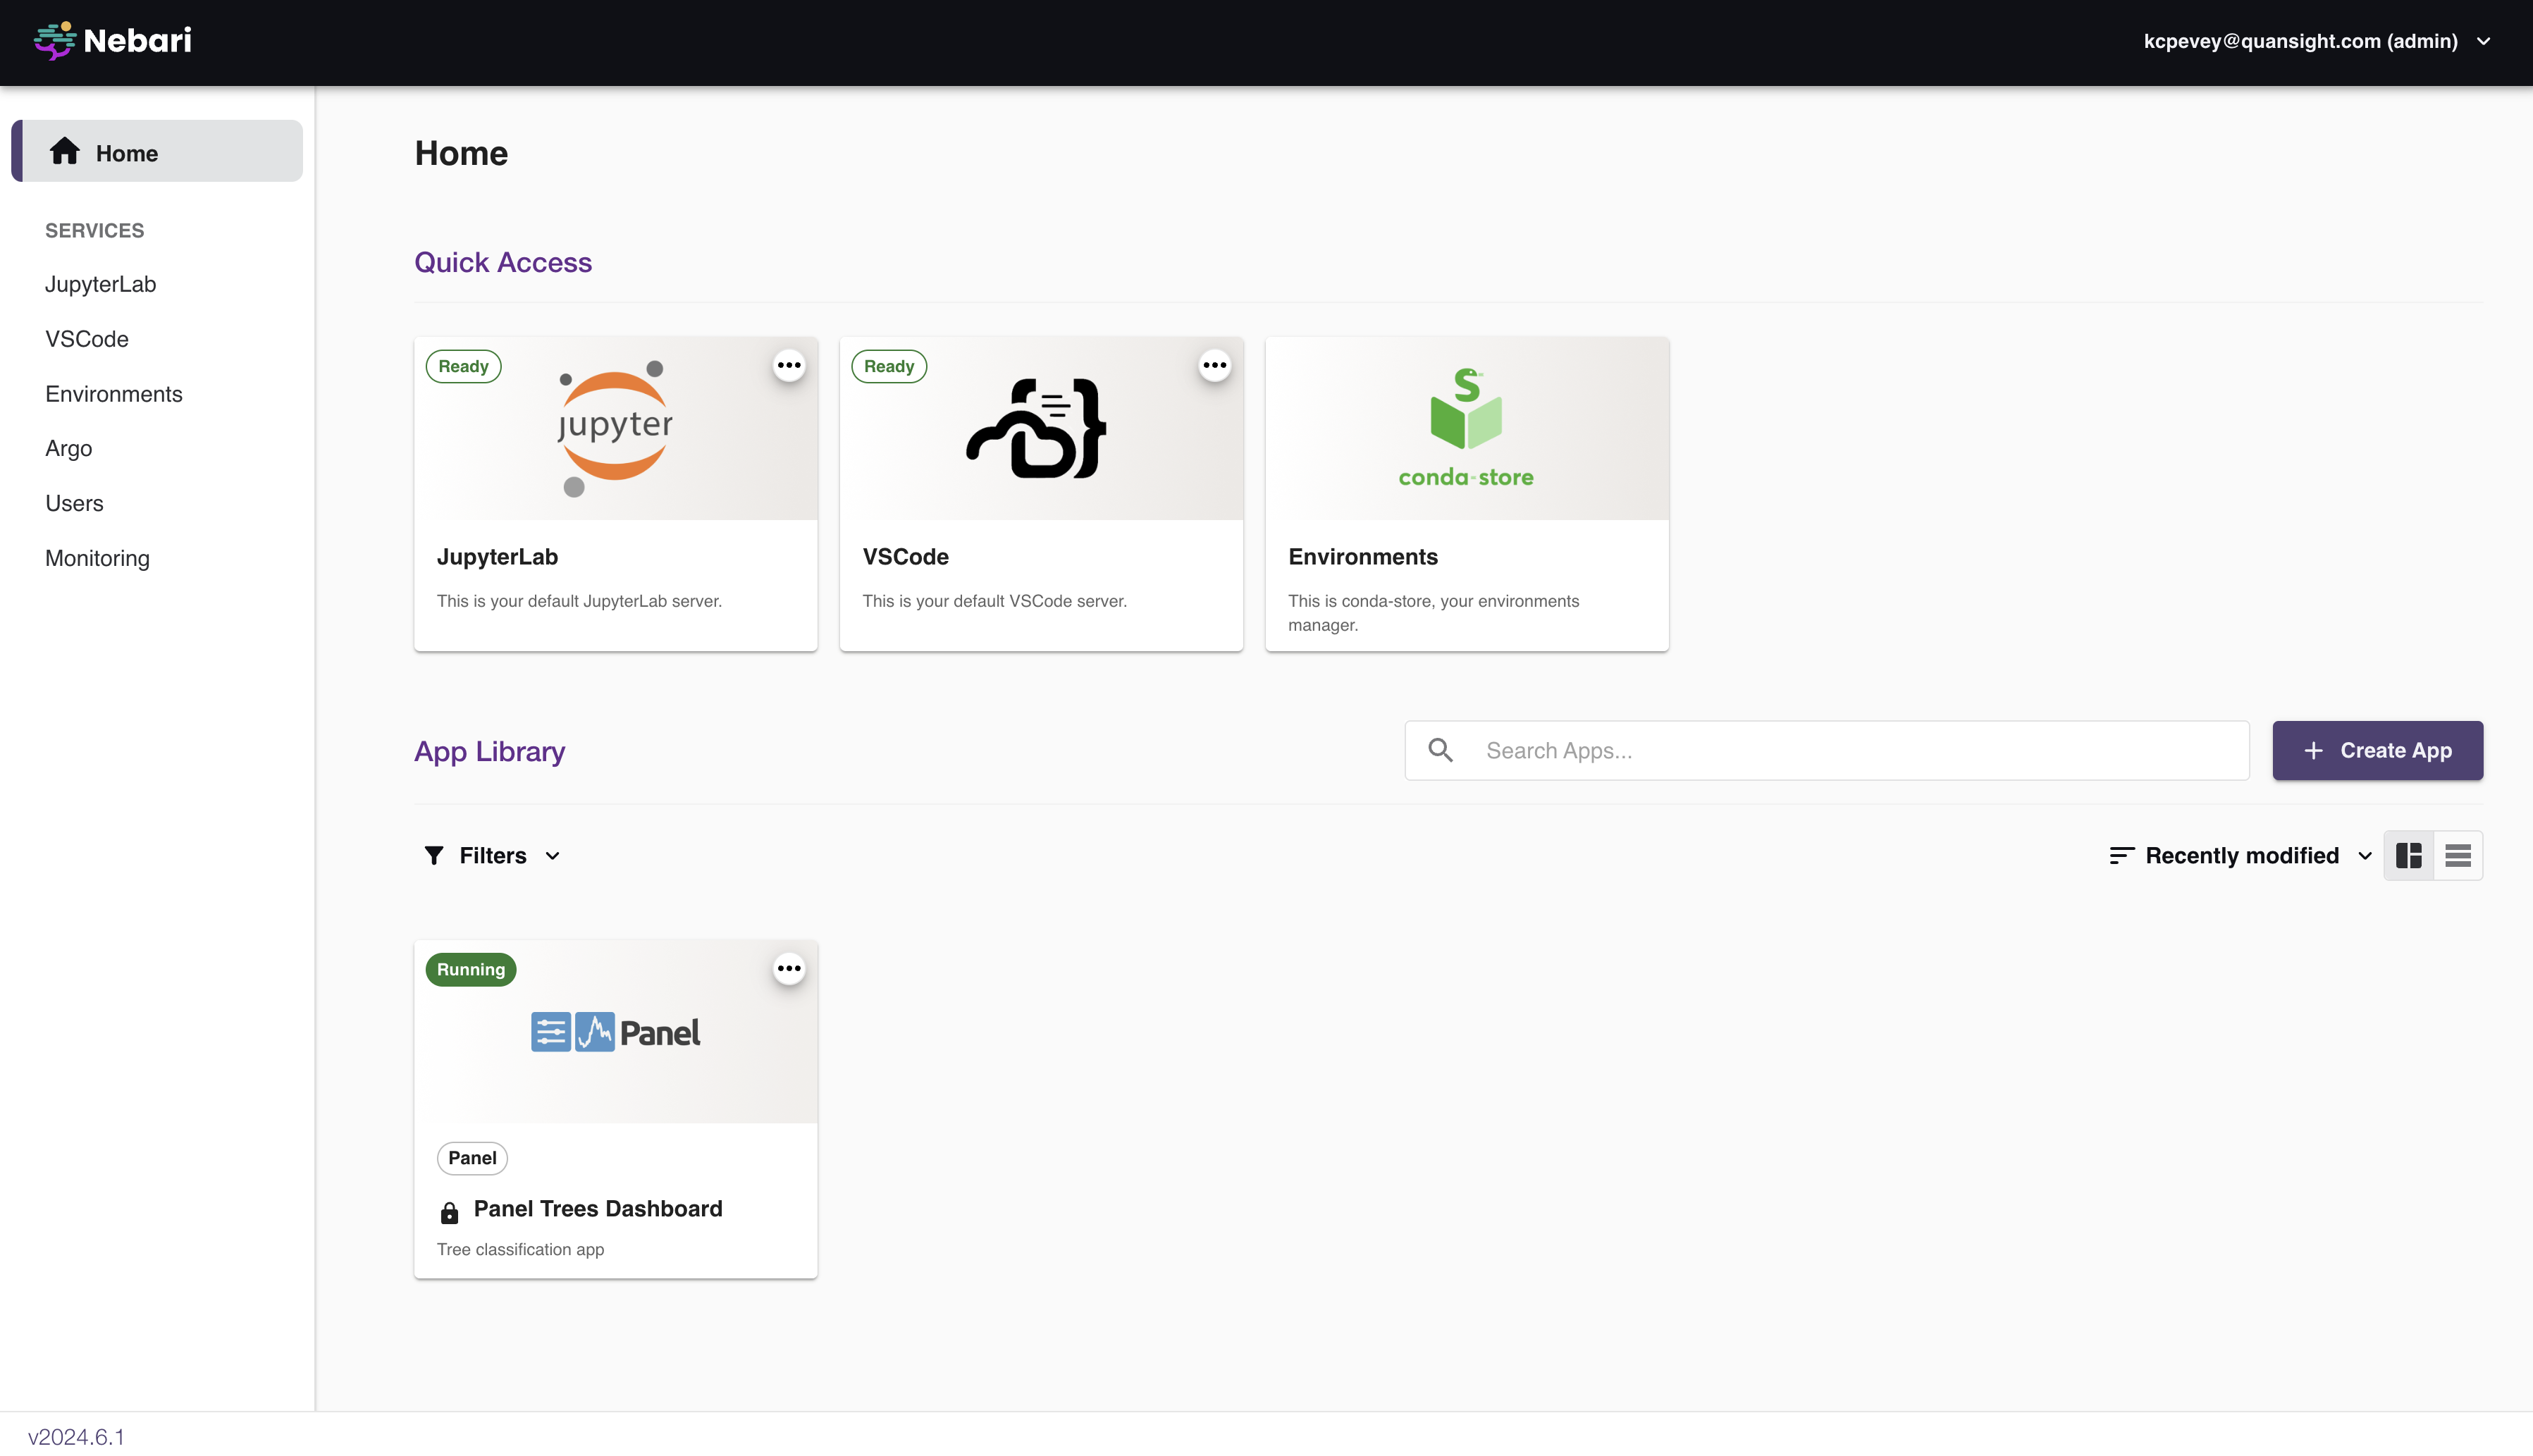 Nebari
kcpevey@quansight.com (admin)
Home
SERVICES
JupyterLab
VSCode
Environments
Argo
Users
Monitoring
Home
Quick Access
Ready
jupyter
JupyterLab
This is your default JupyterLab server.
Ready
VSCode
This is your default VSCode server.
conda-store
Environments
This is conda-store, your environments
manager.
App Library
Search Apps...
+ Create App
Filters
Recently modified
Running
Panel
Panel
Panel Trees Dashboard
Tree classification app
v2024.6.1